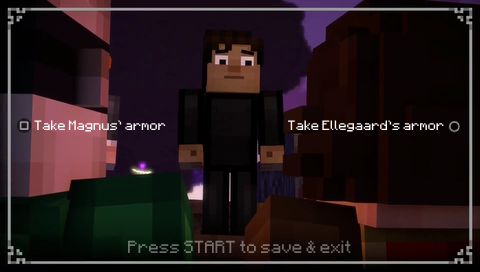 Take Magnus' armor
Take Ellegaard's armor
Press START to save & exit